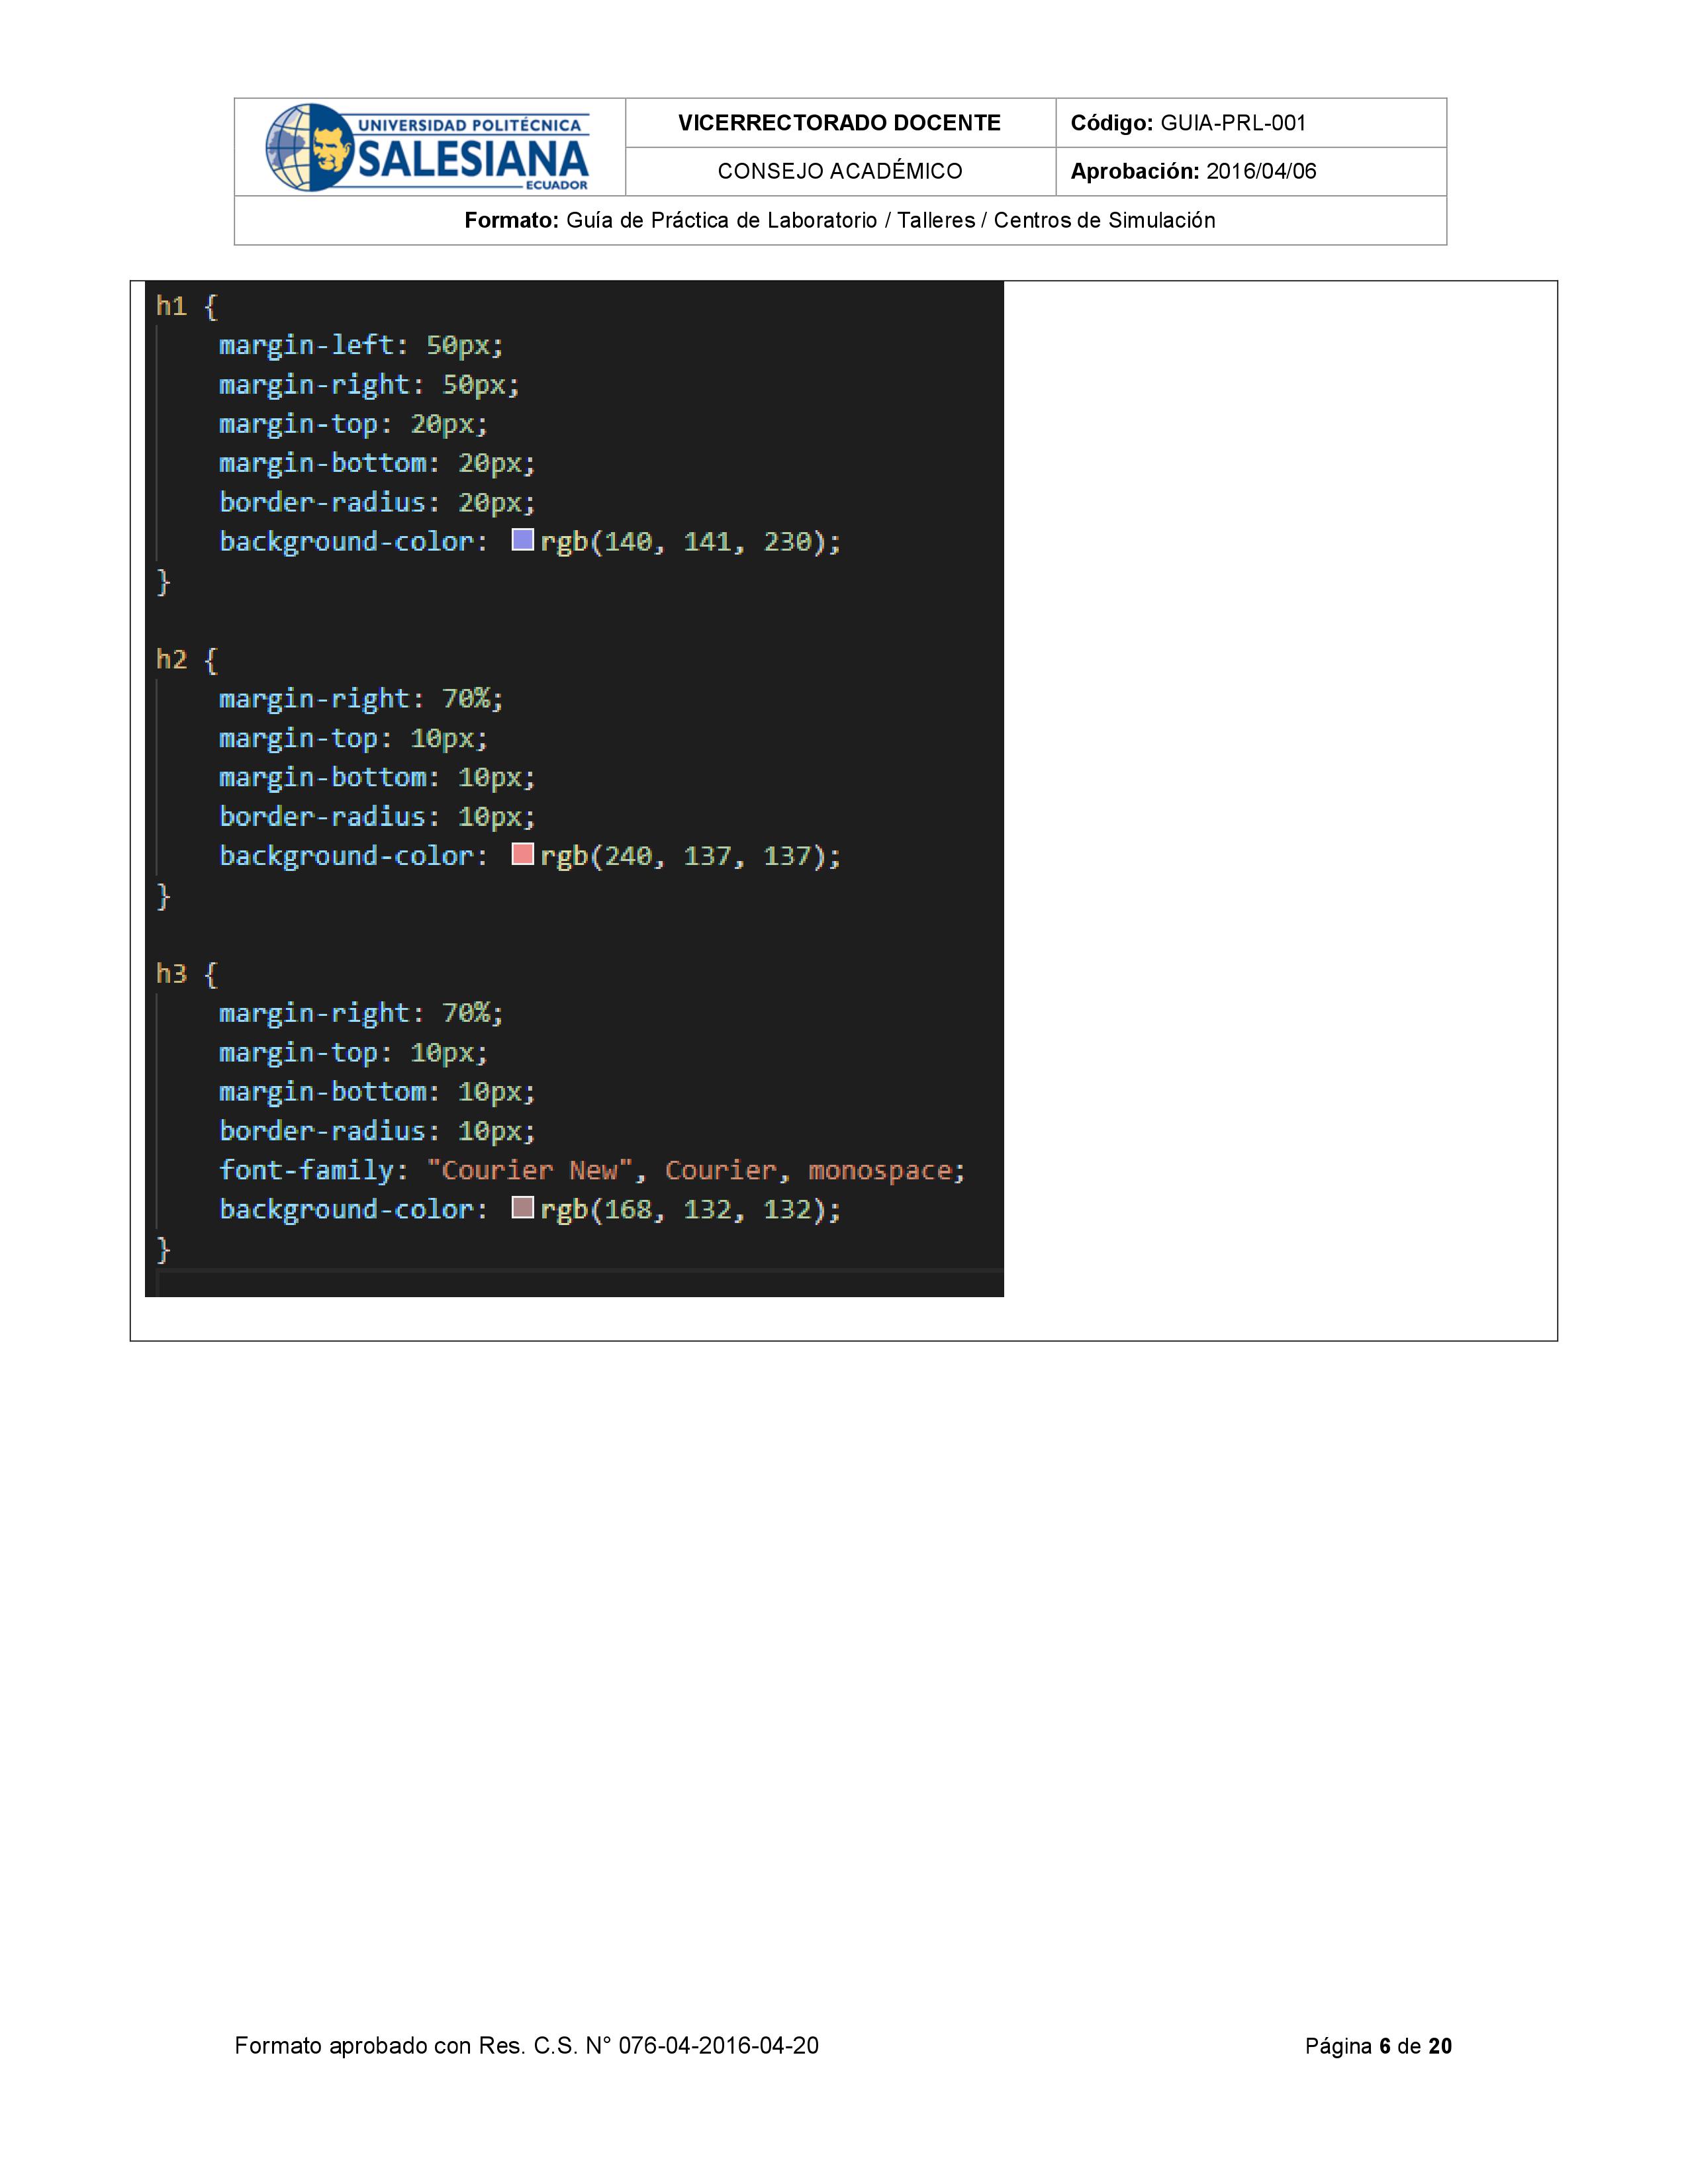 UNIVERSIDAD POLITÉCNICA
SALESIANA
ECUADOR
VICERRECTORADO DOCENTE
Código: GUIA-PRL-001
CONSEJO ACADÉMICO
Aprobación: 2016/04/06
Formato: Guía de Práctica de Laboratorio / Talleres / Centros de Simulación
h1 {
    margin-left: 50px;
    margin-right: 50px;
    margin-top: 20px;
    margin-bottom: 20px;
    border-radius: 20px;
    background-color: rgb(140, 141, 230);
}
h2 {
    margin-right: 70%;
    margin-top: 10px;
    margin-bottom: 10px;
    border-radius: 10px;
    background-color: rgb(240, 137, 137);
}
h3 {
    margin-right: 70%;
    margin-top: 10px;
    margin-bottom: 10px;
    border-radius: 10px;
    font-family: "Courier New", Courier, monospace;
    background-color: rgb(168, 132, 132);
}
Formato aprobado con Res. C.S. N° 076-04-2016-04-20
Página 6 de 20